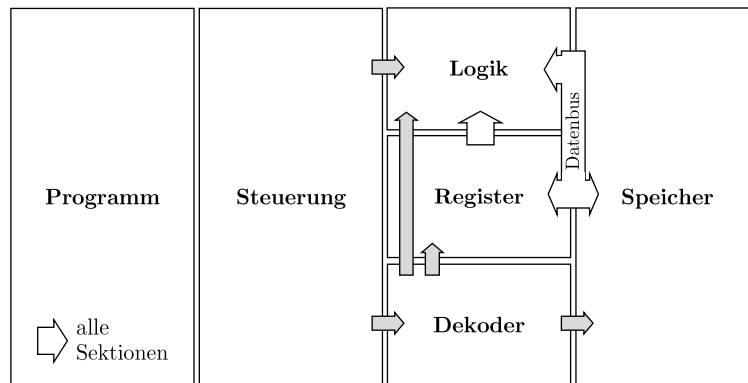 Programm
alle
Sektionen
Steuerung
Logik
Register
Dekoder
Datenbus
Speicher